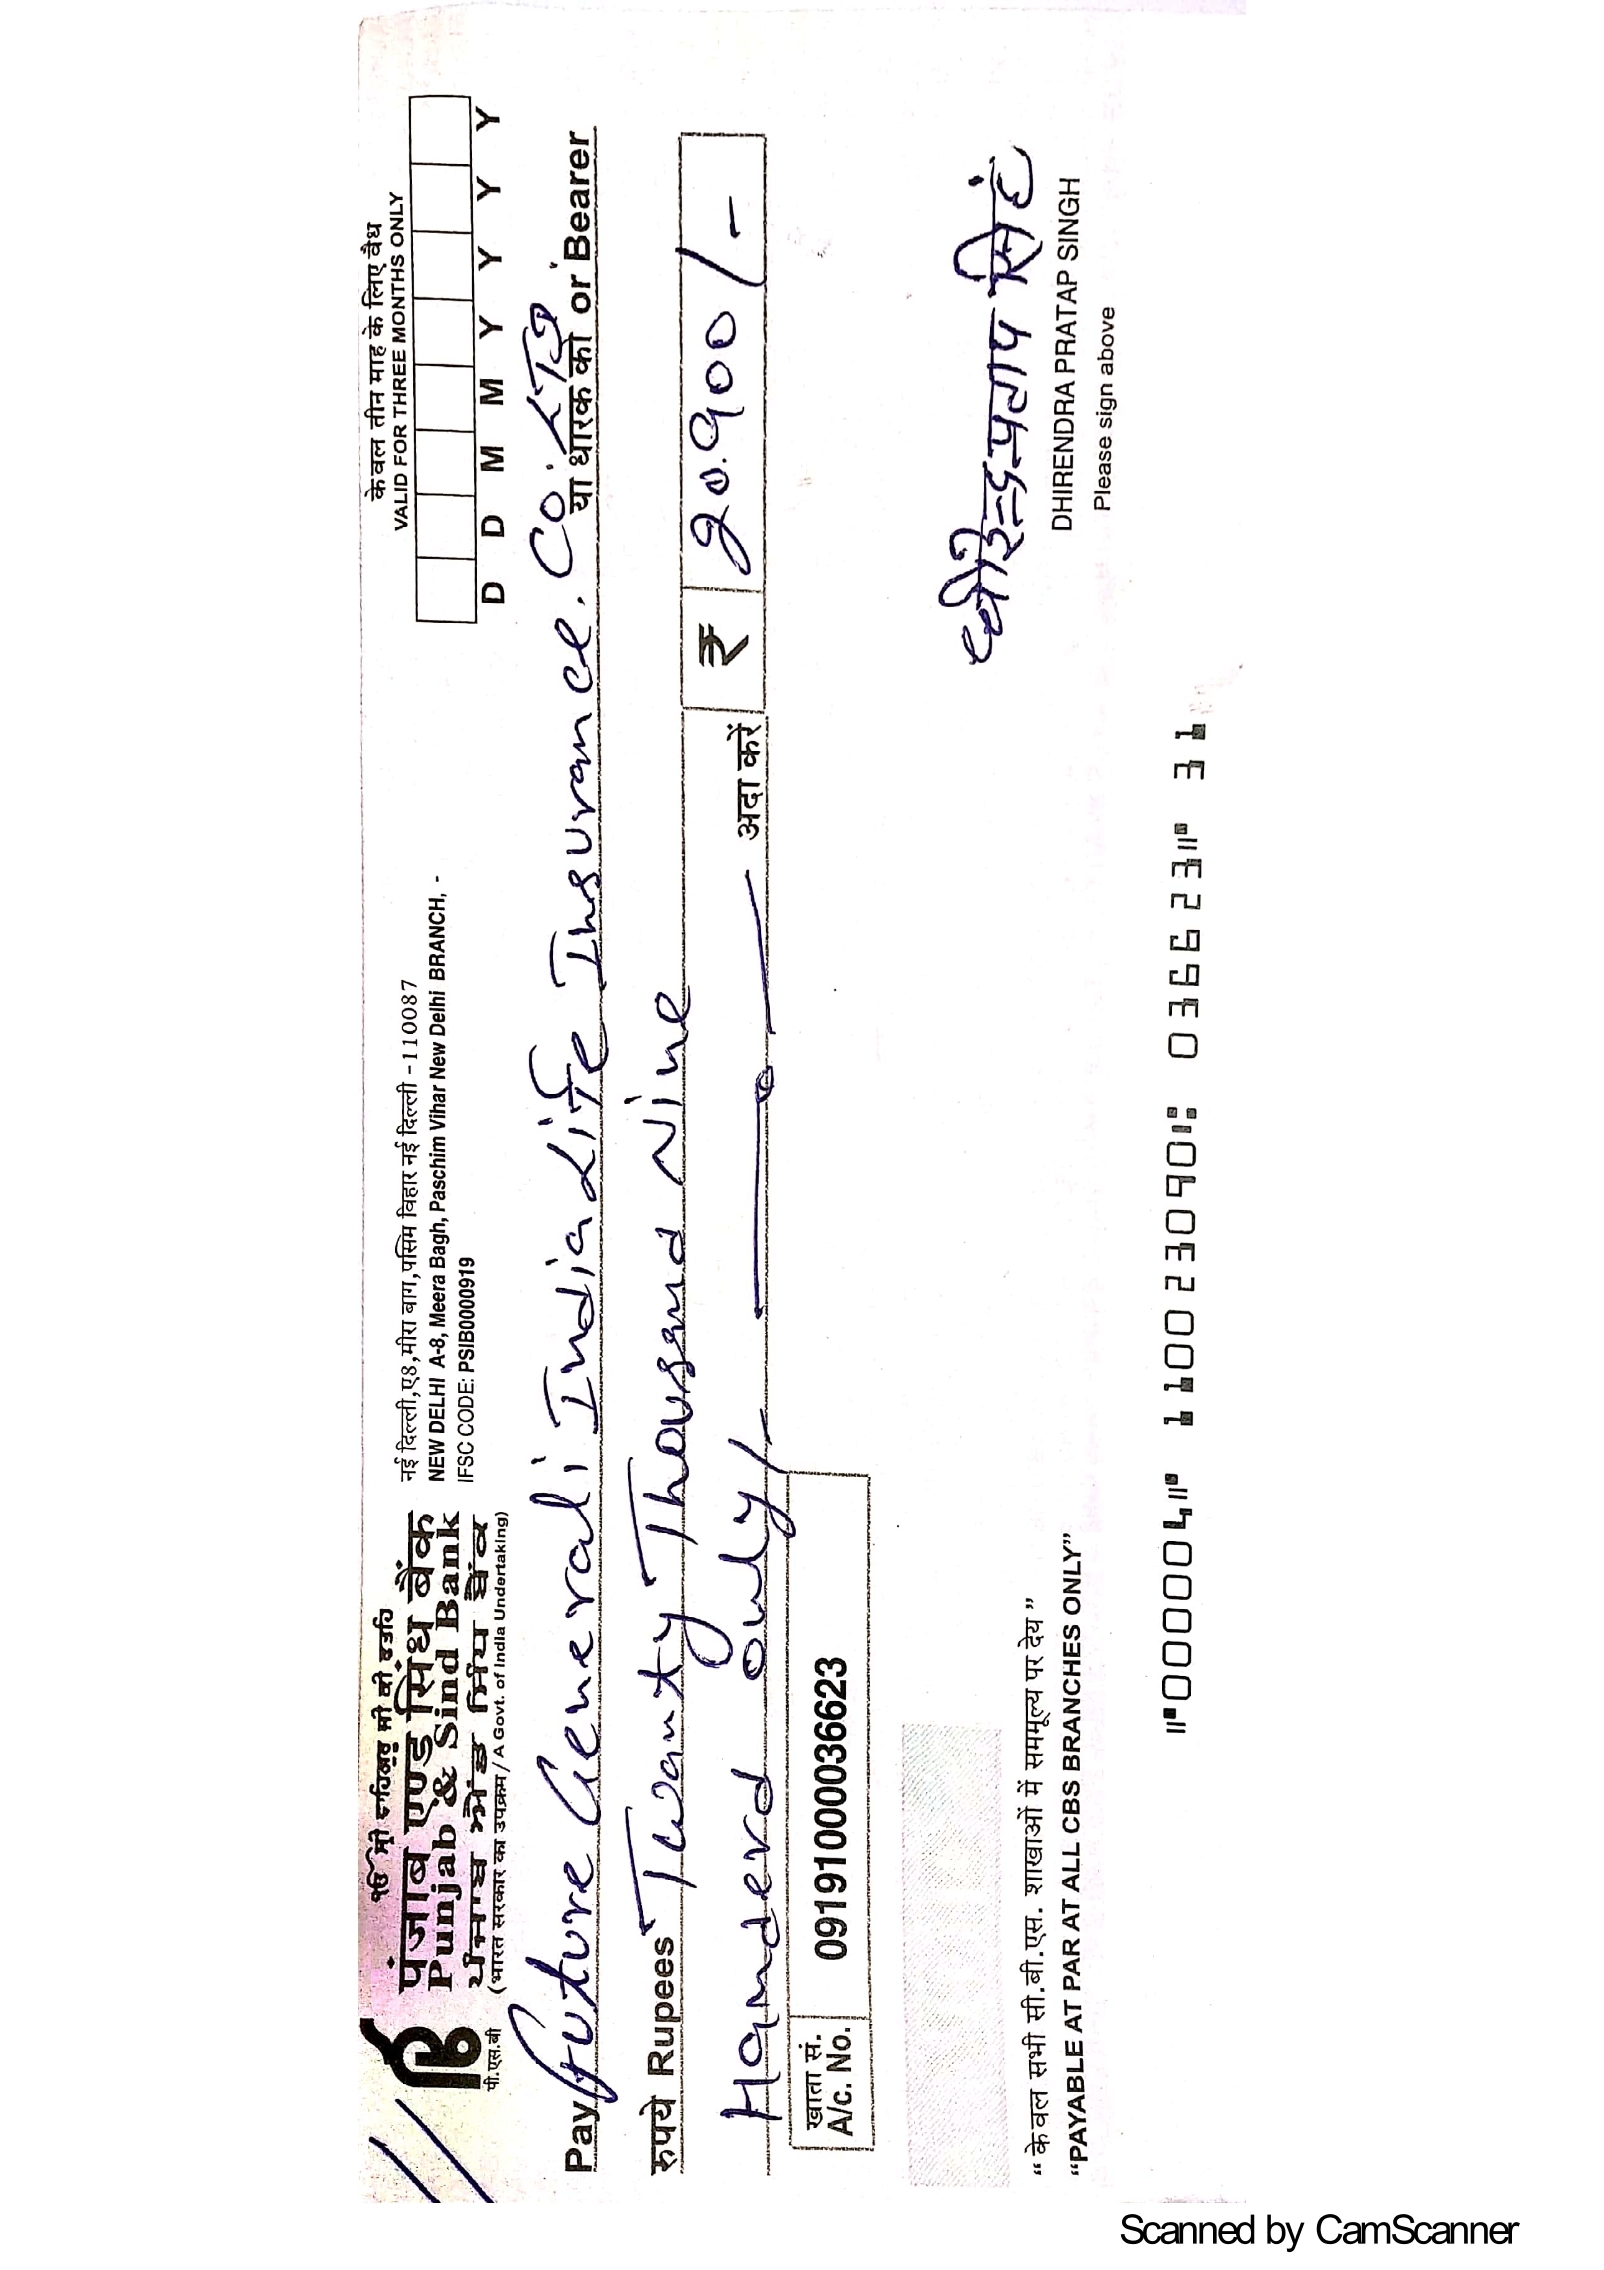 केवल तीन माह के लिए वैध
VALID FOR THREE MONTHS ONLY
D D M M Y Y Y Y
ੴ ਸ੍ਰੀ ਵਾਹਿਗੁਰੂ ਜੀ ਕੀ ਫਤਹਿ
पंजाब एण्ड सिंध बैंक
Punjab & Sind Bank
ਪੰਜਾਬ ਐਂਡ ਸਿੰਧ ਬੈਂਕ
(भारत सरकार का उपक्रम / A Govt. of India Undertaking)
पी.एस.बी
नई दिल्ली,ए8,मीरा बाग,पसिम विहार नई दिल्ली - 110087
NEW DELHI A-8, Meera Bagh, Paschim Vihar New Delhi BRANCH, -
IFSC CODE: PSIB0000919
Pay Future Generali India Life Insurance. Co. LTD
या धारक को or Bearer
रुपये Rupees Twanty Thousand Nine
Handerd only/- अदा करें
₹ 20.900/-
खाता सं.
A/c. No. 09191000036623
धीरेन्द्र प्रताप सिंह
DHIRENDRA PRATAP SINGH
Please sign above
“ केवल सभी सी.बी.एस. शाखाओं में सममूल्य पर देय ”
“PAYABLE AT PAR AT ALL CBS BRANCHES ONLY”
⑈000004⑈ 110023090⑆ 036623⑈ 31
Scanned by CamScanner